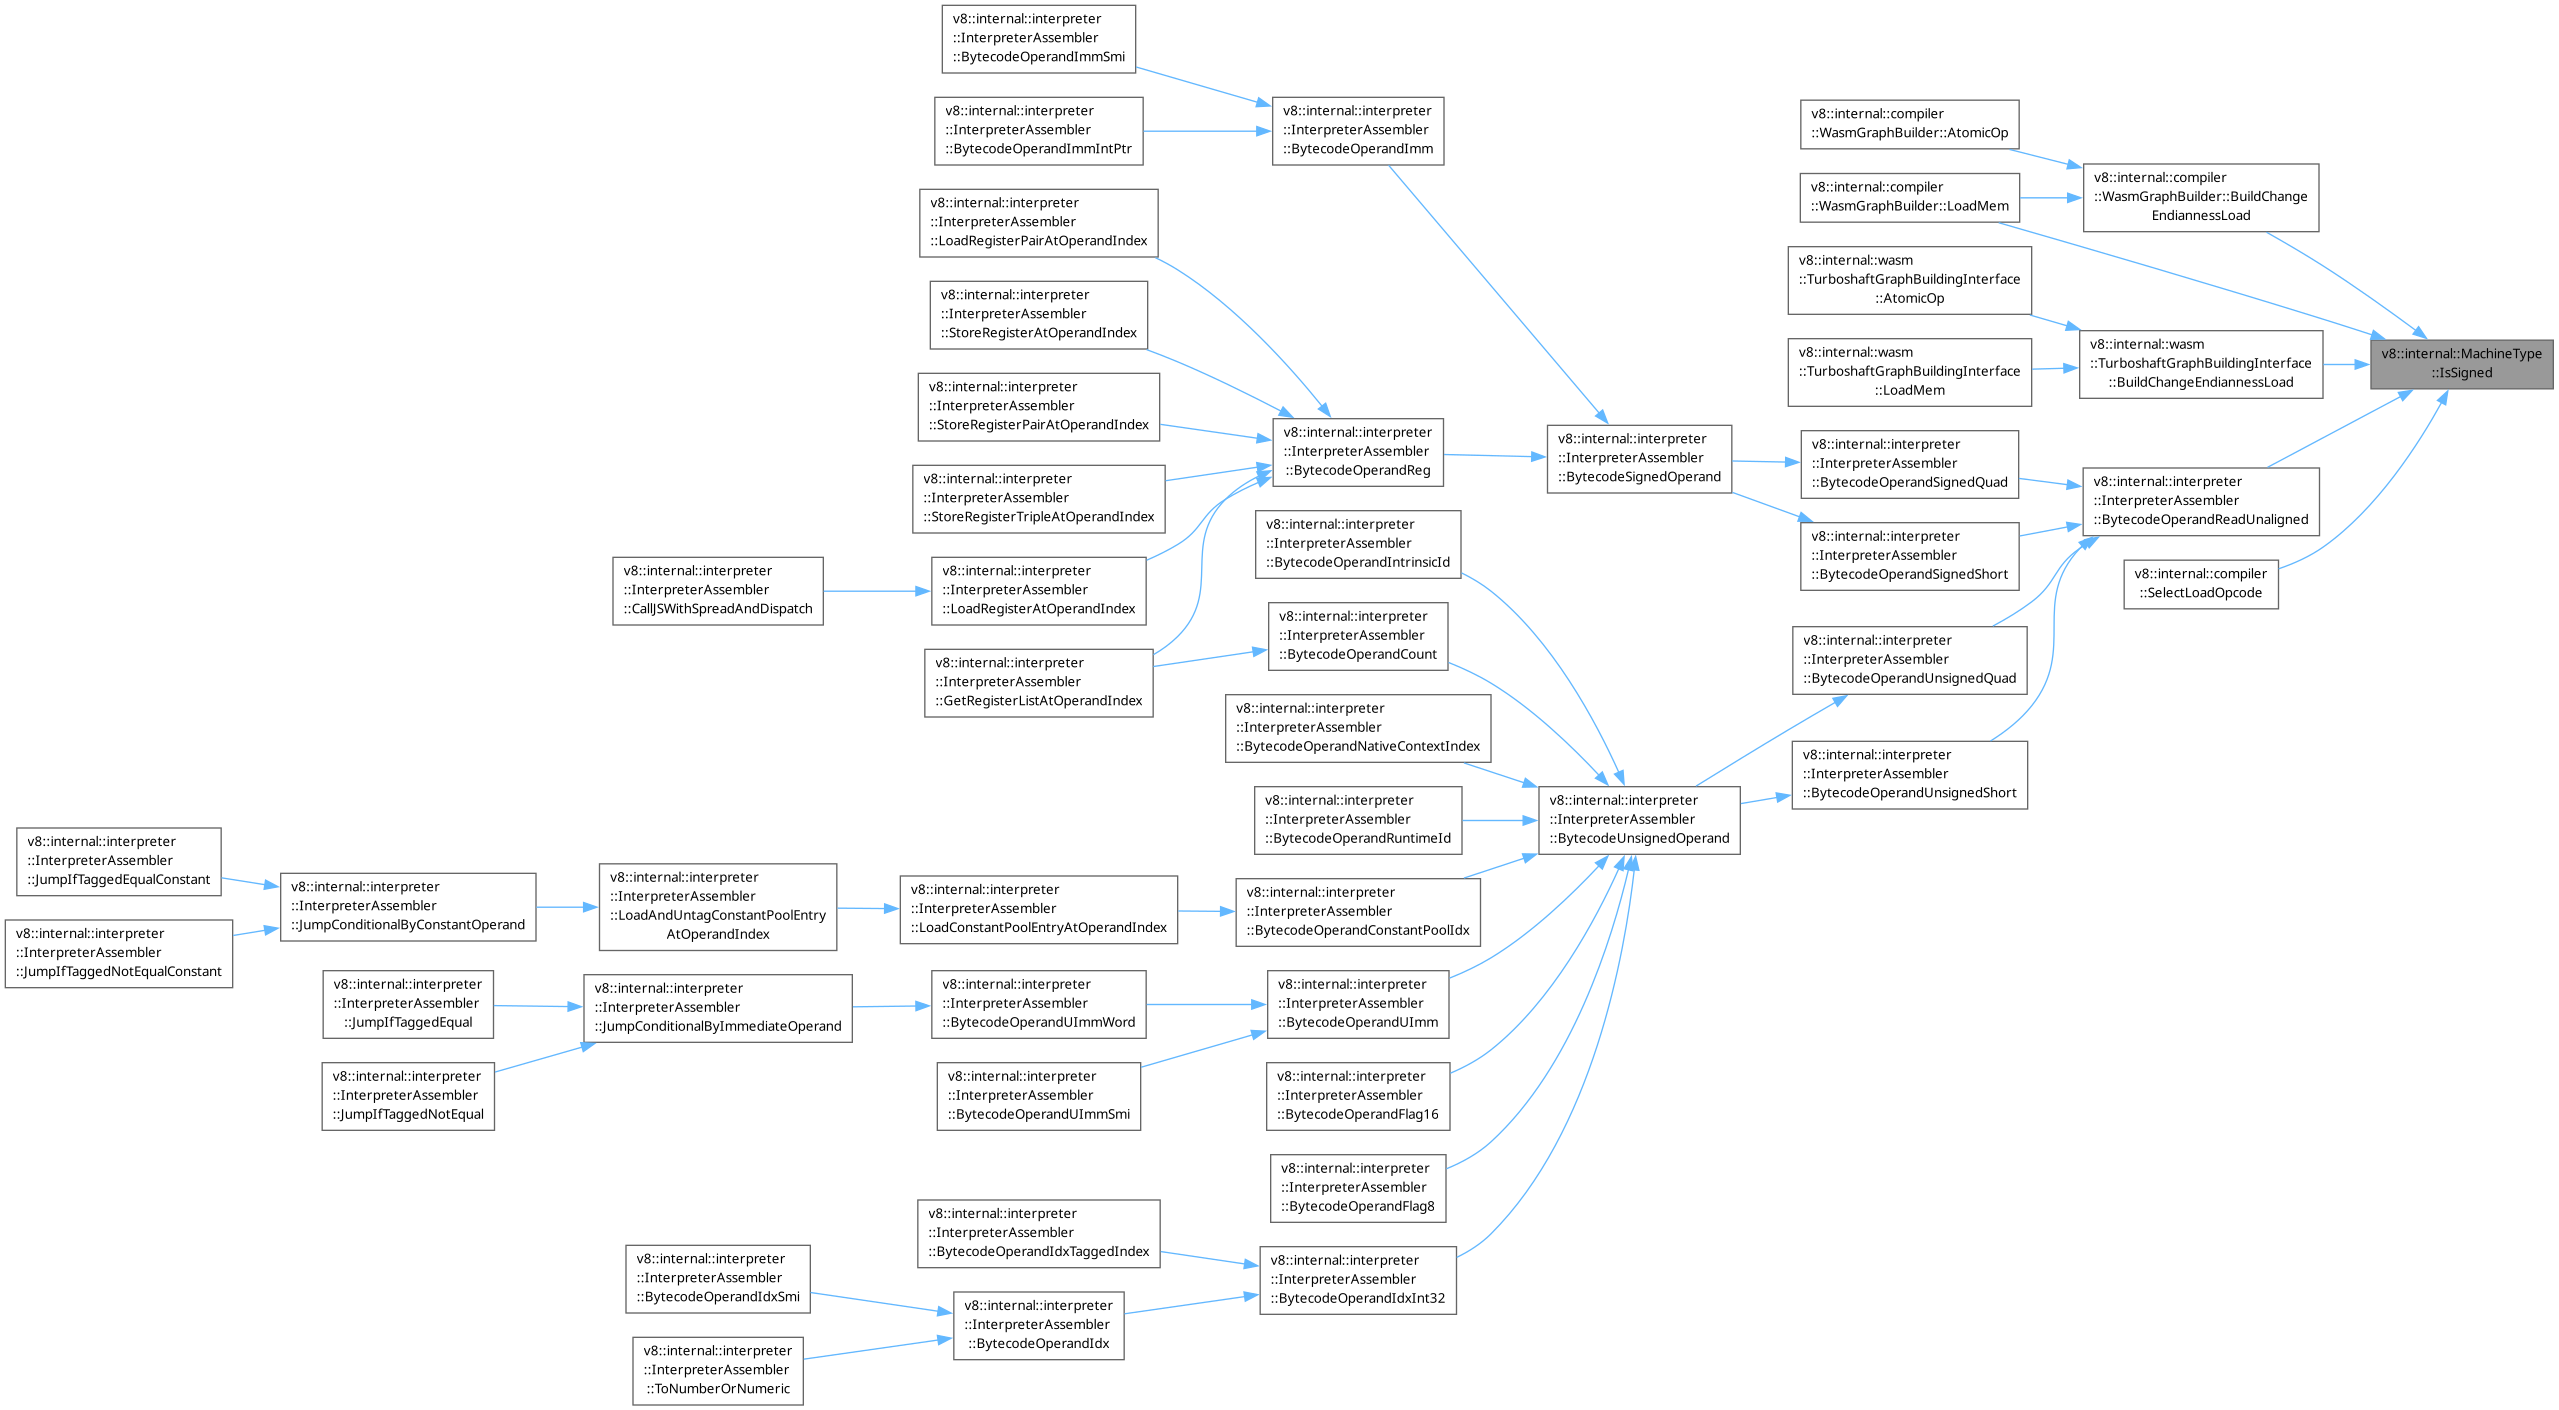 v8::internal::interpreter
::InterpreterAssembler
::BytecodeOperandImmSmi
v8::internal::interpreter
::InterpreterAssembler
::BytecodeOperandImmIntPtr
v8::internal::interpreter
::InterpreterAssembler
::BytecodeOperandImm
v8::internal::compiler
::WasmGraphBuilder::AtomicOp
v8::internal::compiler
::WasmGraphBuilder::LoadMem
v8::internal::compiler
::WasmGraphBuilder::BuildChange
EndiannessLoad
v8::internal::interpreter
::InterpreterAssembler
::LoadRegisterPairAtOperandIndex
v8::internal::wasm
::TurboshaftGraphBuildingInterface
::AtomicOp
v8::internal::interpreter
::InterpreterAssembler
::StoreRegisterAtOperandIndex
v8::internal::wasm
::TurboshaftGraphBuildingInterface
::LoadMem
v8::internal::wasm
::TurboshaftGraphBuildingInterface
::BuildChangeEndiannessLoad
v8::internal::MachineType
::IsSigned
v8::internal::interpreter
::InterpreterAssembler
::StoreRegisterPairAtOperandIndex
v8::internal::interpreter
::InterpreterAssembler
::BytecodeOperandReg
v8::internal::interpreter
::InterpreterAssembler
::BytecodeSignedOperand
v8::internal::interpreter
::InterpreterAssembler
::BytecodeOperandSignedQuad
v8::internal::interpreter
::InterpreterAssembler
::StoreRegisterTripleAtOperandIndex
v8::internal::interpreter
::InterpreterAssembler
::BytecodeOperandReadUnaligned
v8::internal::interpreter
::InterpreterAssembler
::BytecodeOperandIntrinsicId
v8::internal::interpreter
::InterpreterAssembler
::BytecodeOperandSignedShort
v8::internal::interpreter
::InterpreterAssembler
::CallJSWithSpreadAndDispatch
v8::internal::interpreter
::InterpreterAssembler
::LoadRegisterAtOperandIndex
v8::internal::compiler
::SelectLoadOpcode
v8::internal::interpreter
::InterpreterAssembler
::BytecodeOperandCount
v8::internal::interpreter
::InterpreterAssembler
::BytecodeOperandUnsignedQuad
v8::internal::interpreter
::InterpreterAssembler
::GetRegisterListAtOperandIndex
v8::internal::interpreter
::InterpreterAssembler
::BytecodeOperandNativeContextIndex
v8::internal::interpreter
::InterpreterAssembler
::BytecodeOperandUnsignedShort
v8::internal::interpreter
::InterpreterAssembler
::BytecodeOperandRuntimeId
v8::internal::interpreter
::InterpreterAssembler
::BytecodeUnsignedOperand
v8::internal::interpreter
::InterpreterAssembler
::JumpIfTaggedEqualConstant
v8::internal::interpreter
::InterpreterAssembler
::JumpIfTaggedNotEqualConstant
v8::internal::interpreter
::InterpreterAssembler
::JumpConditionalByConstantOperand
v8::internal::interpreter
::InterpreterAssembler
::LoadAndUntagConstantPoolEntry
AtOperandIndex
v8::internal::interpreter
::InterpreterAssembler
::LoadConstantPoolEntryAtOperandIndex
v8::internal::interpreter
::InterpreterAssembler
::BytecodeOperandConstantPoolIdx
v8::internal::interpreter
::InterpreterAssembler
::JumpIfTaggedEqual
v8::internal::interpreter
::InterpreterAssembler
::JumpConditionalByImmediateOperand
v8::internal::interpreter
::InterpreterAssembler
::BytecodeOperandUImmWord
v8::internal::interpreter
::InterpreterAssembler
::BytecodeOperandUImm
v8::internal::interpreter
::InterpreterAssembler
::JumpIfTaggedNotEqual
v8::internal::interpreter
::InterpreterAssembler
::BytecodeOperandUImmSmi
v8::internal::interpreter
::InterpreterAssembler
::BytecodeOperandFlag16
v8::internal::interpreter
::InterpreterAssembler
::BytecodeOperandFlag8
v8::internal::interpreter
::InterpreterAssembler
::BytecodeOperandIdxTaggedIndex
v8::internal::interpreter
::InterpreterAssembler
::BytecodeOperandIdxSmi
v8::internal::interpreter
::InterpreterAssembler
::BytecodeOperandIdxInt32
v8::internal::interpreter
::InterpreterAssembler
::BytecodeOperandIdx
v8::internal::interpreter
::InterpreterAssembler
::ToNumberOrNumeric